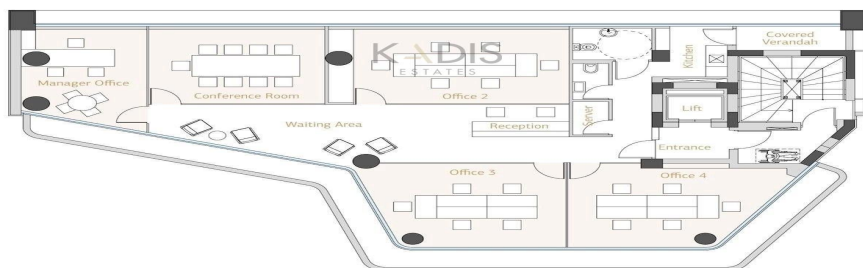 KADIS
ESTATES
Covered
Verandah
Kitchen
Manager Office
Conference Room
Office 2
Server
Lift
Waiting Area
Reception
Entrance
Office 3
Office 4